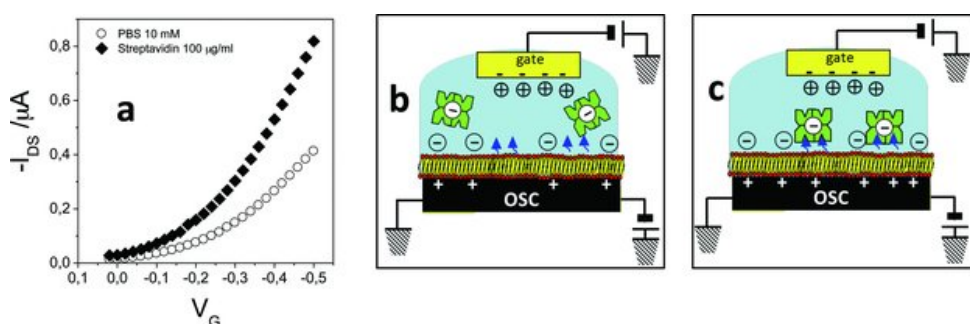 PBS 10 mM
Streptavidin 100 µg/ml
a
-I_DS /µA
0,8
0,6
0,4
0,2
0,0
0,1 0,0 -0,1 -0,2 -0,3 -0,4 -0,5
V_G
b
gate
- - - -
+ + + +
- -
- - - -
+ + + +
OSC
c
gate
- - - -
+ + + +
- -
- - - -
+ + + + + +
OSC